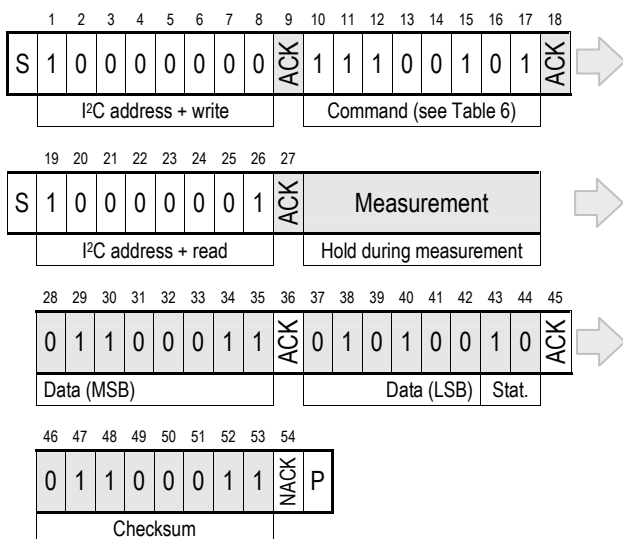 1 2 3 4 5 6 7 8 9 10 11 12 13 14 15 16 17 18
S 1 0 0 0 0 0 0 0 ACK 1 1 1 0 0 1 0 1 ACK
I²C address + write Command (see Table 6)
19 20 21 22 23 24 25 26 27
S 1 0 0 0 0 0 0 1 ACK Measurement
I²C address + read Hold during measurement
28 29 30 31 32 33 34 35 36 37 38 39 40 41 42 43 44 45
0 1 1 0 0 0 1 1 ACK 0 1 0 1 0 0 1 0 ACK
Data (MSB) Data (LSB) Stat.
46 47 48 49 50 51 52 53 54
0 1 1 0 0 0 1 1 NACK P
Checksum